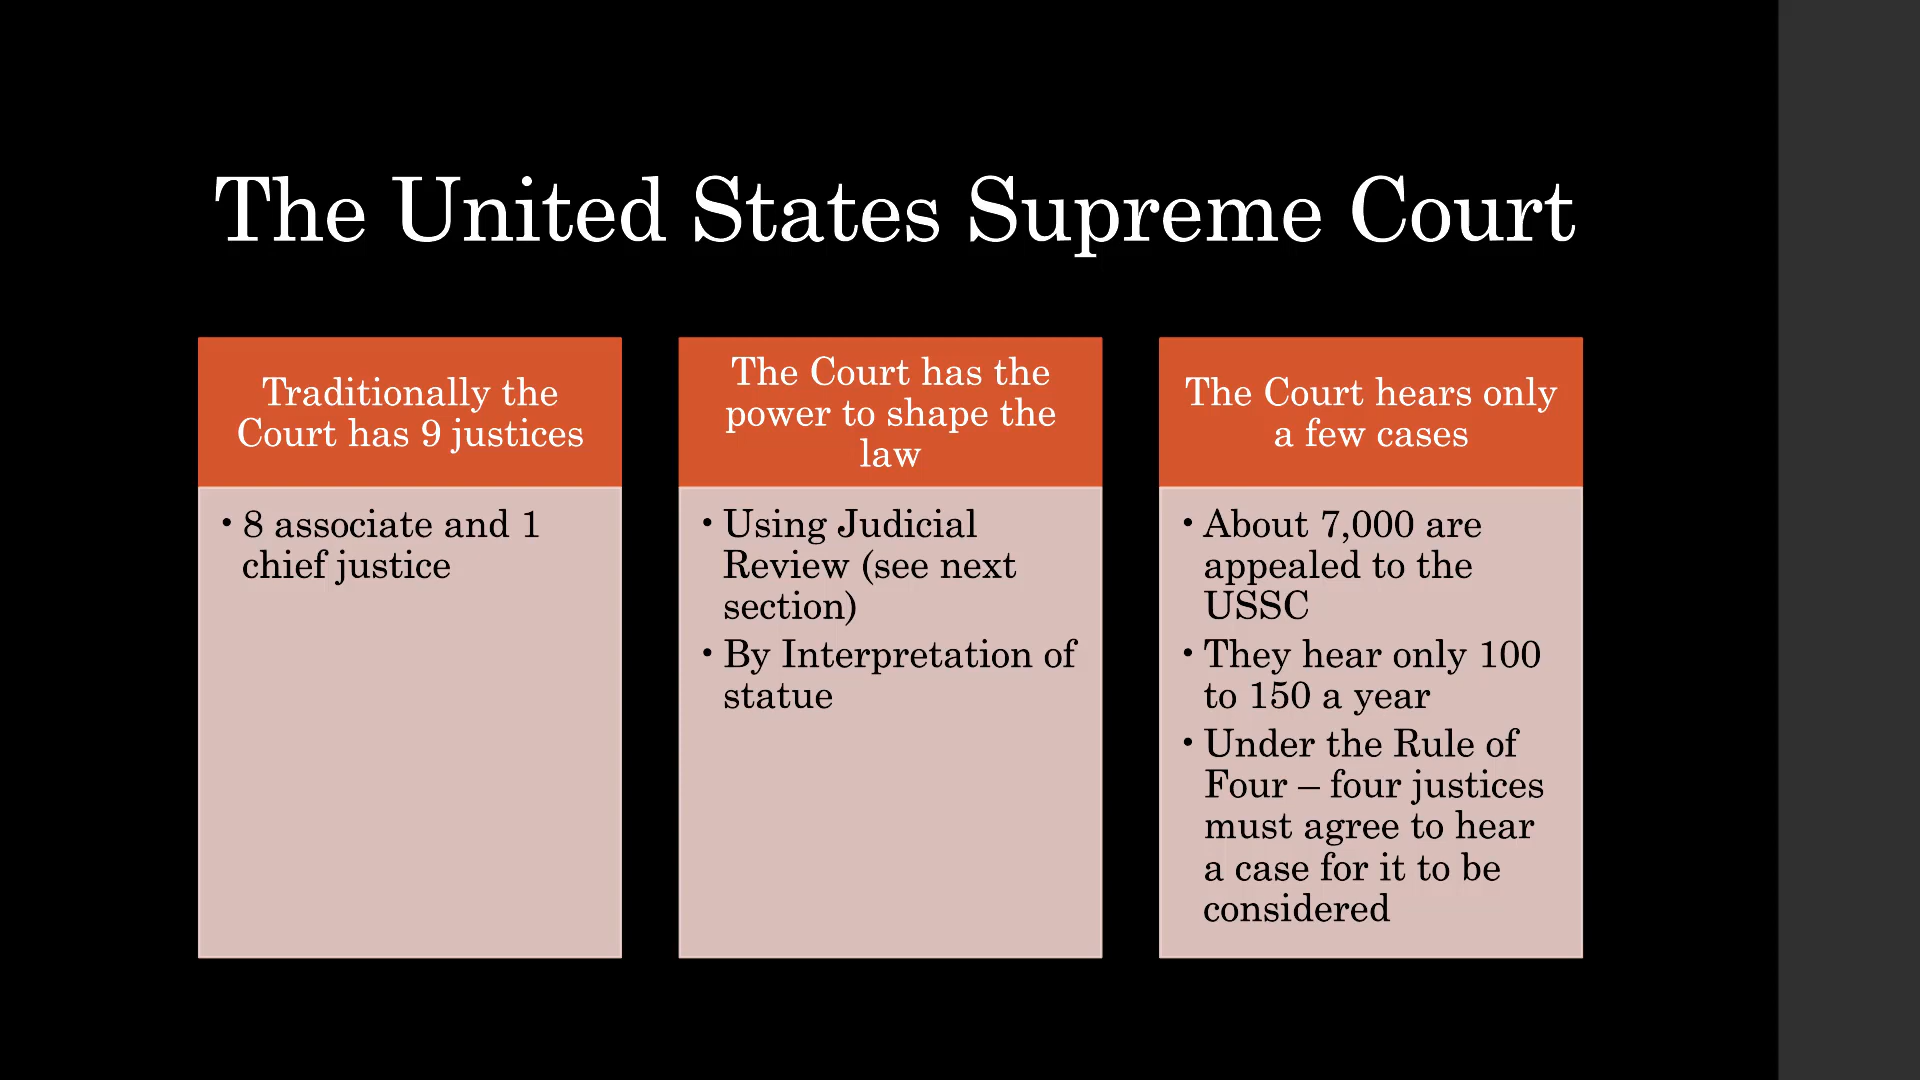 The United States Supreme Court
Traditionally the
Court has 9 justices
• 8 associate and 1
chief justice
The Court has the
power to shape the
law
• Using Judicial
Review (see next
section)
• By Interpretation of
statue
The Court hears only
a few cases
• About 7,000 are
appealed to the
USSC
• They hear only 100
to 150 a year
• Under the Rule of
Four – four justices
must agree to hear
a case for it to be
considered